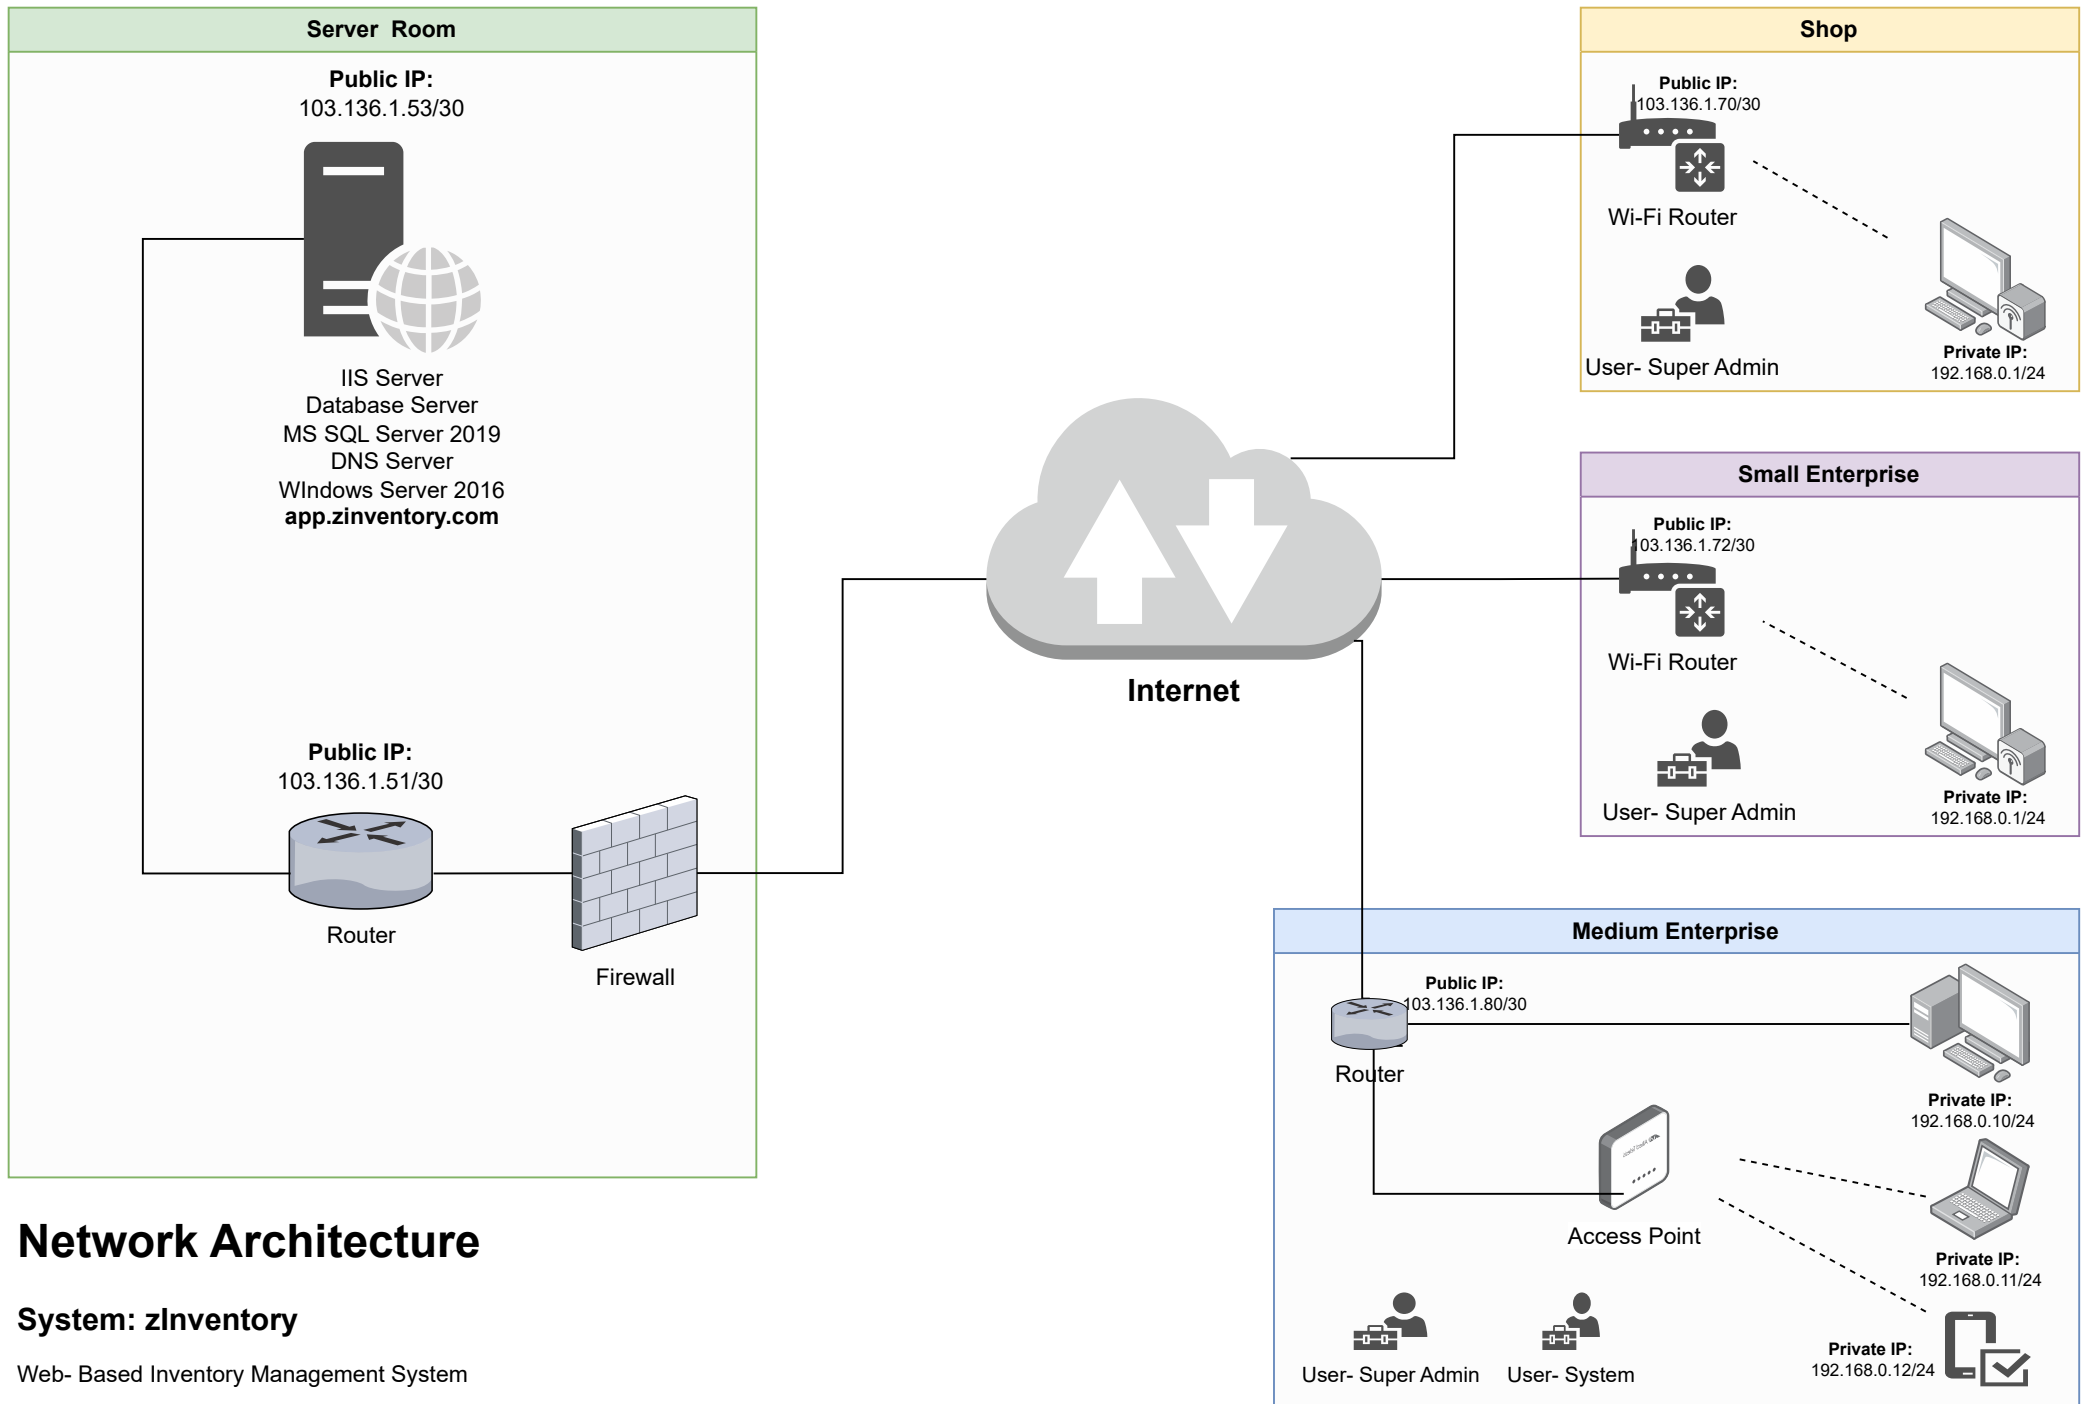 Server  Room
Public IP:
103.136.1.53/30
IIS Server
Database Server
MS SQL Server 2019
DNS Server
WIndows Server 2016
app.zinventory.com
Public IP:
103.136.1.51/30
Router
Firewall
Internet
Shop
Public IP:
103.136.1.70/30
Wi-Fi Router
User- Super Admin
Private IP:
192.168.0.1/24
Small Enterprise
Public IP:
103.136.1.72/30
Wi-Fi Router
User- Super Admin
Private IP:
192.168.0.1/24
Medium Enterprise
Public IP:
103.136.1.80/30
Router
Private IP:
192.168.0.10/24
Access Point
Private IP:
192.168.0.11/24
User- Super Admin
User- System
Private IP:
192.168.0.12/24
Network Architecture
System: zInventory
Web- Based Inventory Management System